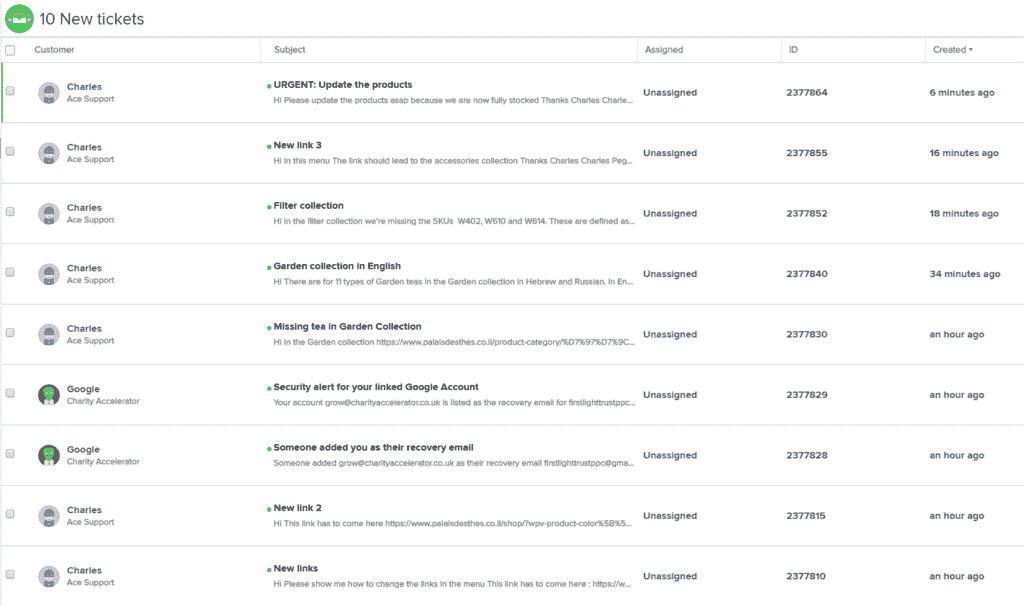 10 New tickets
Customer Subject Assigned ID Created
Charles
Ace Support
URGENT: Update the products
Hi Please update the products asap because we are now fully stocked Thanks Charles Charle...
Unassigned 2377864 6 minutes ago
Charles
Ace Support
New link 3
Hi In this menu The link should lead to the accessories collection Thanks Charles Charles Peg...
Unassigned 2377855 16 minutes ago
Charles
Ace Support
Filter collection
Hi In the filter collection we're missing the SKUs W402, W610 and W614. These are defined as...
Unassigned 2377852 18 minutes ago
Charles
Ace Support
Garden collection in English
Hi There are for 11 types of Garden teas in the Garden collection in Hebrew and Russian. In En...
Unassigned 2377840 34 minutes ago
Charles
Ace Support
Missing tea in Garden Collection
Hi In the Garden collection https://www.palaisdesthes.co.il/product-category/%D7%97%D7%9C...
Unassigned 2377830 an hour ago
Google
Charity Accelerator
Security alert for your linked Google Account
Your account grow@charityaccelerator.co.uk is listed as the recovery email for firstlighttrustppc...
Unassigned 2377829 an hour ago
Google
Charity Accelerator
Someone added you as their recovery email
Someone added grow@charityaccelerator.co.uk as their recovery email firstlighttrustppc@gma...
Unassigned 2377828 an hour ago
Charles
Ace Support
New link 2
Hi This link has to come here https://www.palaisdesthes.co.il/shop/?wpv-product-color%5B%5...
Unassigned 2377815 an hour ago
Charles
Ace Support
New links
Hi Please show me how to change the links in the menu This link has to come here : https://w...
Unassigned 2377810 an hour ago